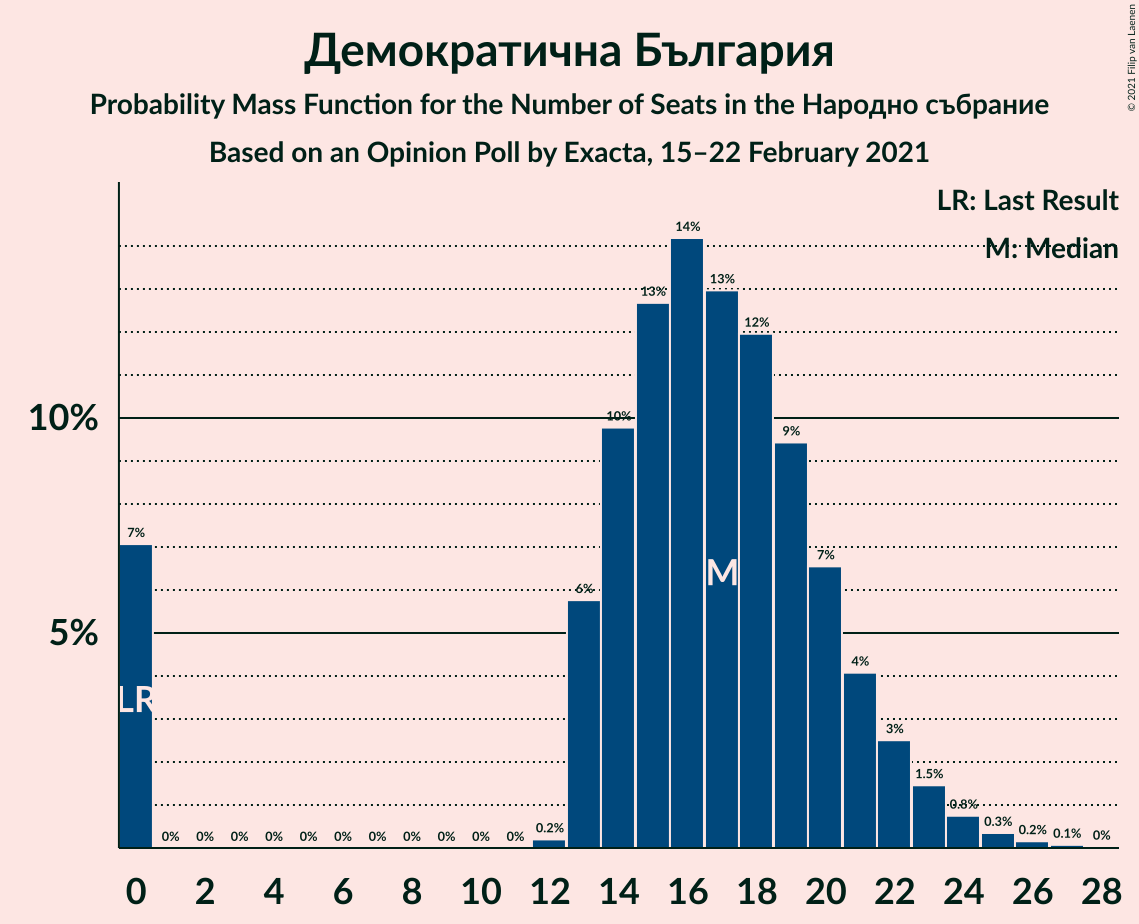 Демократична България
Probability Mass Function for the Number of Seats in the Народно събрание
Based on an Opinion Poll by Exacta, 15–22 February 2021
© 2021 Filip van Laenen
LR: Last Result
M: Median
10%
5%
7% 0% 0% 0% 0% 0% 0% 0% 0% 0% 0% 0% 0.2% 6% 10% 13% 14% 13% 12% 9% 7% 4% 3% 1.5% 0.8% 0.3% 0.2% 0.1% 0%
LR
M
0 2 4 6 8 10 12 14 16 18 20 22 24 26 28